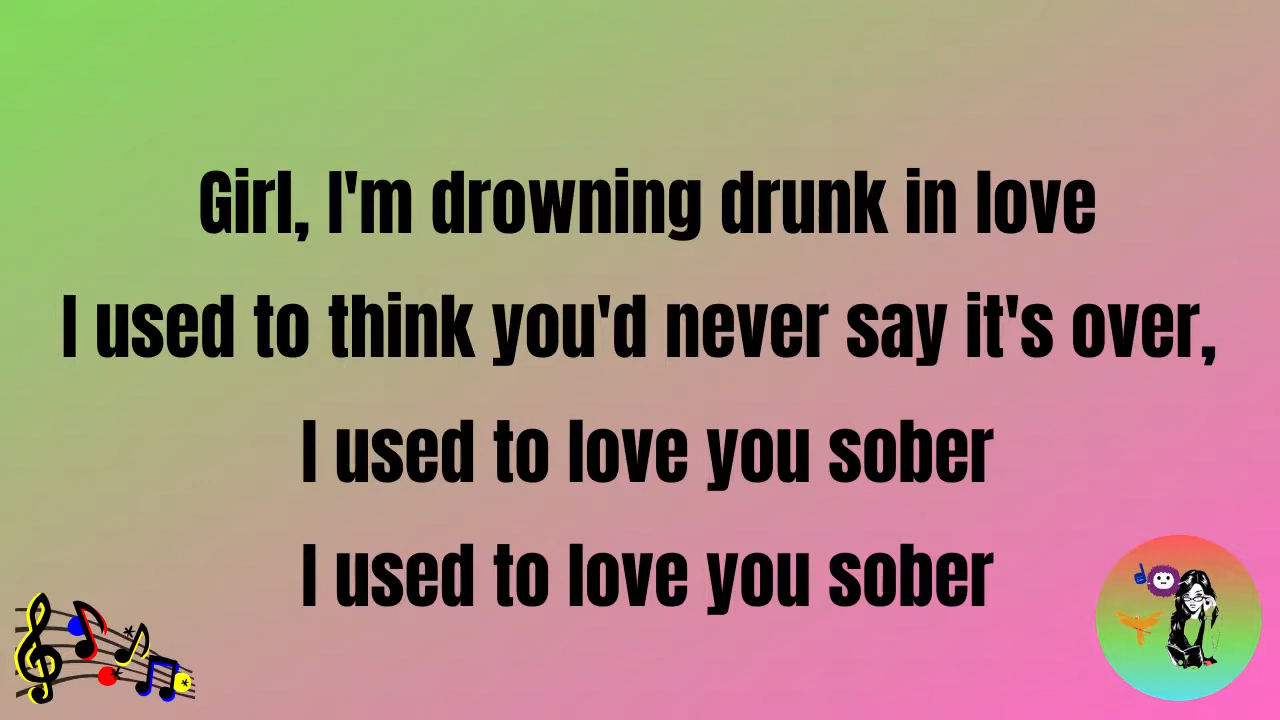 Girl, I'm drowning drunk in love
I used to think you'd never say it's over,
I used to love you sober
I used to love you sober